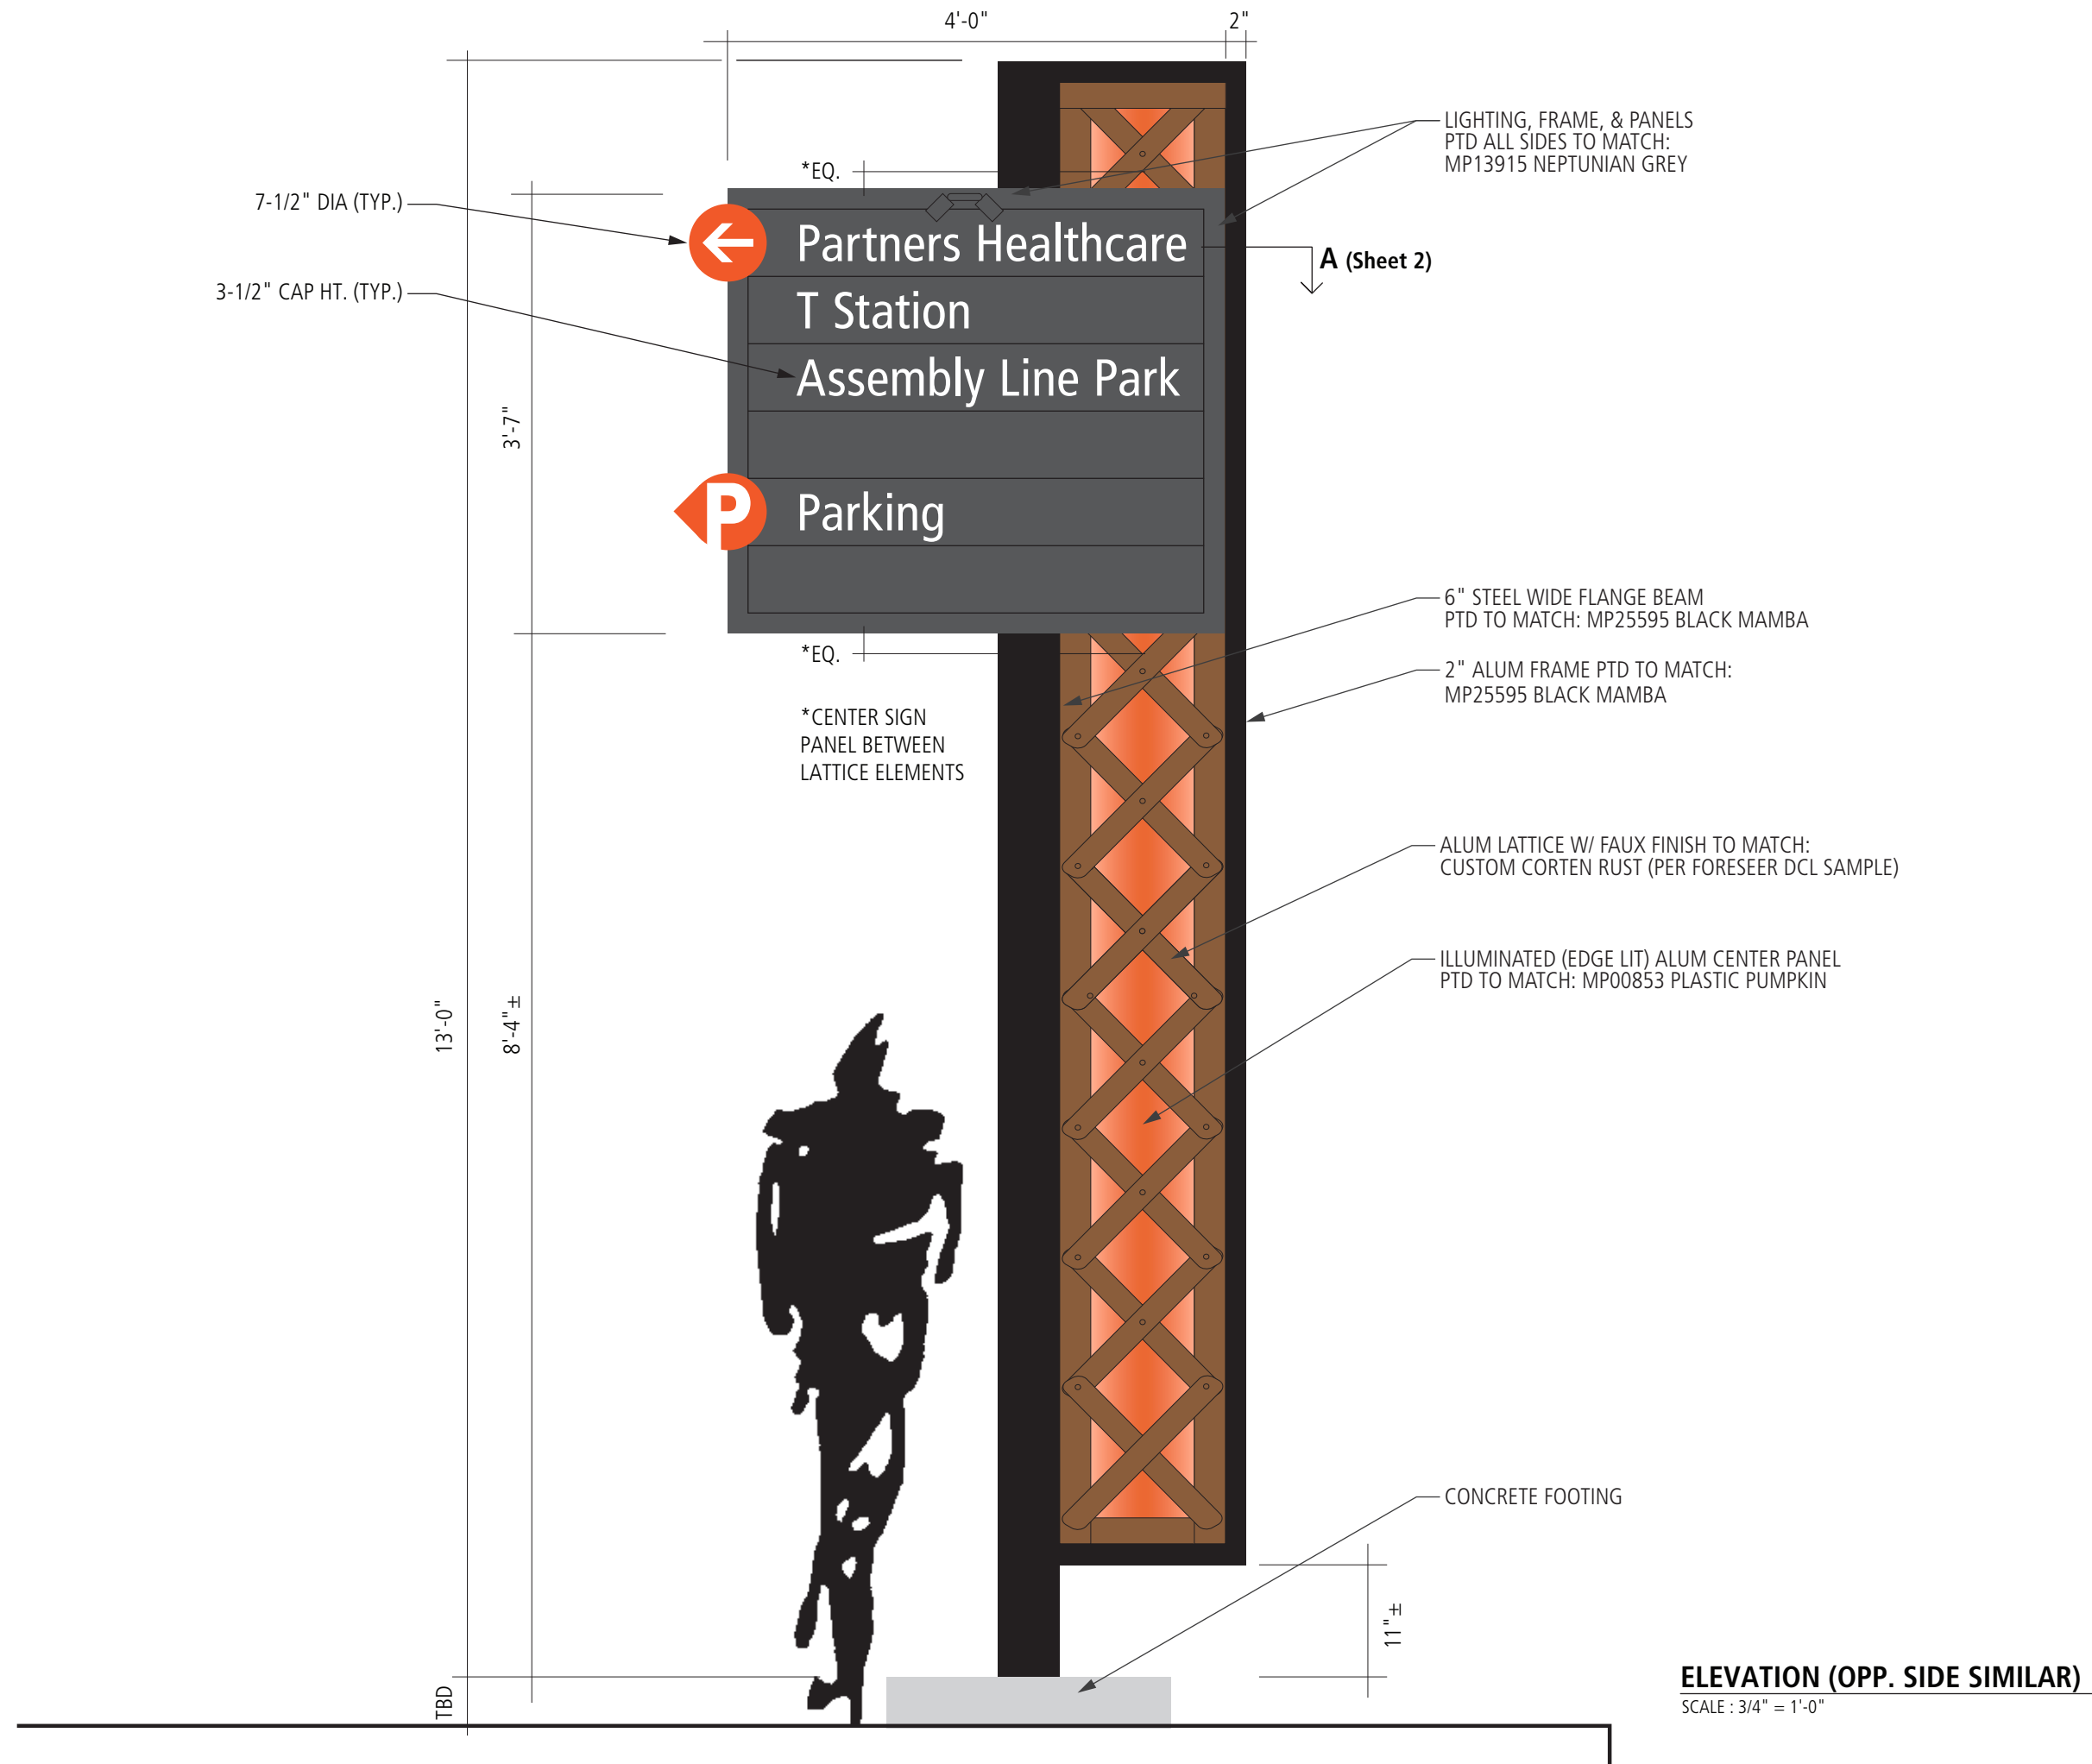 4'-0"
2"
LIGHTING, FRAME, & PANELS
PTD ALL SIDES TO MATCH:
MP13915 NEPTUNIAN GREY
*EQ.
7-1/2" DIA (TYP.)
Partners Healthcare
A (Sheet 2)
3-1/2" CAP HT. (TYP.)
T Station
Assembly Line Park
3'-7"
P
Parking
6" STEEL WIDE FLANGE BEAM
PTD TO MATCH: MP25595 BLACK MAMBA
*EQ.
2" ALUM FRAME PTD TO MATCH:
MP25595 BLACK MAMBA
*CENTER SIGN
PANEL BETWEEN
LATTICE ELEMENTS
ALUM LATTICE W/ FAUX FINISH TO MATCH:
CUSTOM CORTEN RUST (PER FORESEER DCL SAMPLE)
ILLUMINATED (EDGE LIT) ALUM CENTER PANEL
PTD TO MATCH: MP00853 PLASTIC PUMPKIN
13'-0"
8'-4"±
CONCRETE FOOTING
11"±
TBD
ELEVATION (OPP. SIDE SIMILAR)
SCALE : 3/4" = 1'-0"